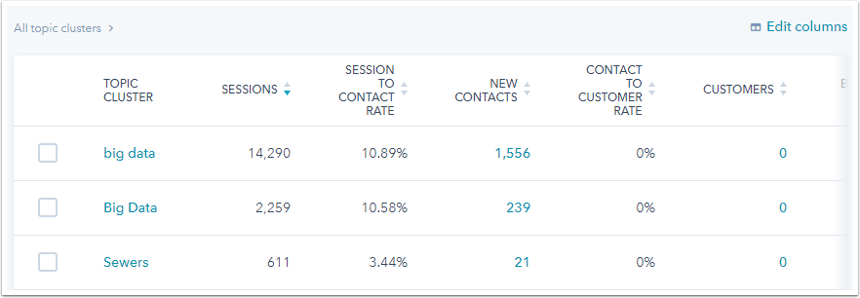 All topic clusters >
Edit columns
TOPIC CLUSTER SESSIONS SESSION TO CONTACT RATE NEW CONTACTS CONTACT TO CUSTOMER RATE CUSTOMERS
big data 14,290 10.89% 1,556 0% 0
Big Data 2,259 10.58% 239 0% 0
Sewers 611 3.44% 21 0% 0